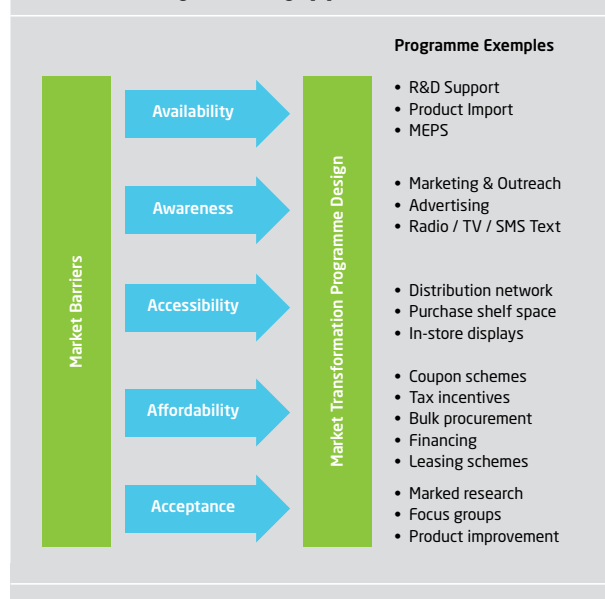 Programme Examples
Market Barriers
Availability
Awareness
Accessibility
Affordability
Acceptance
Market Transformation Programme Design
• R&D Support
• Product Import
• MEPS
• Marketing & Outreach
• Advertising
• Radio / TV / SMS Text
• Distribution network
• Purchase shelf space
• In-store displays
• Coupon schemes
• Tax incentives
• Bulk procurement
• Financing
• Leasing schemes
• Marked research
• Focus groups
• Product improvement